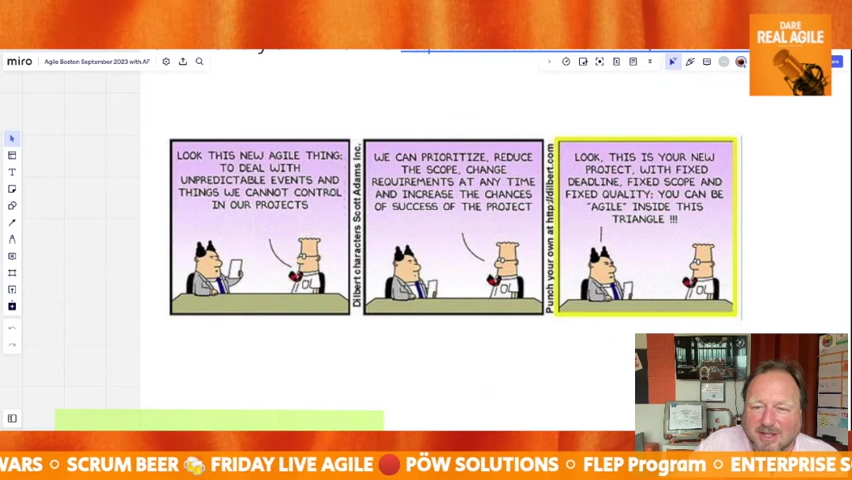 DARE
REAL AGILE
miro
Agile Boston September 2023 with AF
LOOK THIS NEW AGILE THING:
TO DEAL WITH
UNPREDICTABLE EVENTS AND
THINGS WE CANNOT CONTROL
IN OUR PROJECTS
Dilbert characters Scott Adams Inc.
WE CAN PRIORITIZE, REDUCE
THE SCOPE, CHANGE
REQUIREMENTS AT ANY TIME
AND INCREASE THE CHANCES
OF SUCCESS OF THE PROJECT
Punch your own at http://dilbert.com
LOOK, THIS IS YOUR NEW
PROJECT, WITH FIXED
DEADLINE, FIXED SCOPE AND
FIXED QUALITY: YOU CAN BE
"AGILE" INSIDE THIS
TRIANGLE !!!
WARS ○ SCRUM BEER 🍻 FRIDAY LIVE AGILE 🔴 PÖW SOLUTIONS ○ FLEP Program ○ ENTERPRISE S